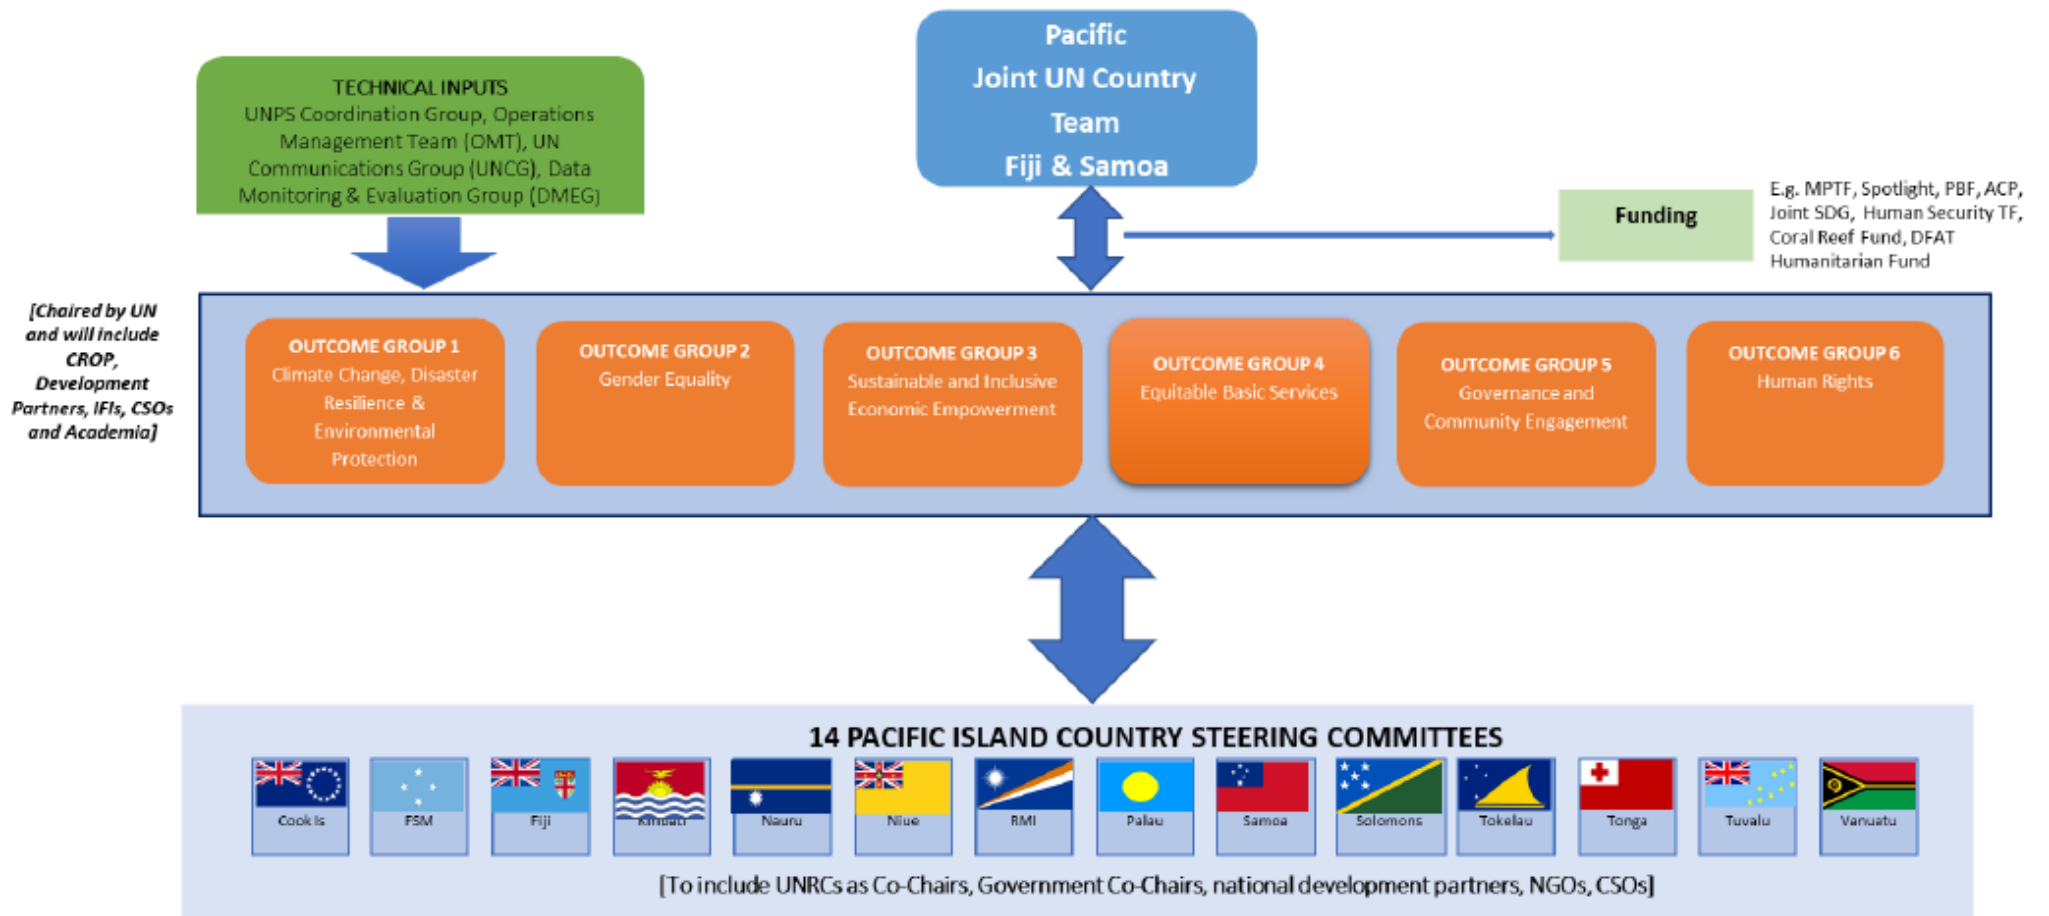 Pacific
Joint UN Country
Team
Fiji & Samoa
TECHNICAL INPUTS
UNPS Coordination Group, Operations
Management Team (OMT), UN
Communications Group (UNCG), Data
Monitoring & Evaluation Group (DMEG)
Funding
E.g. MPTF, Spotlight, PBF, ACP,
Joint SDG, Human Security TF,
Coral Reef Fund, DFAT
Humanitarian Fund
[Chaired by UN
and will include
CROP,
Development
Partners, IFIs, CSOs
and Academia]
OUTCOME GROUP 1
Climate Change, Disaster
Resilience &
Environmental
Protection
OUTCOME GROUP 2
Gender Equality
OUTCOME GROUP 3
Sustainable and Inclusive
Economic Empowerment
OUTCOME GROUP 4
Equitable Basic Services
OUTCOME GROUP 5
Governance and
Community Engagement
OUTCOME GROUP 6
Human Rights
14 PACIFIC ISLAND COUNTRY STEERING COMMITTEES
Cook Is
FSM
Fiji
Kiribati
Nauru
Niue
RMI
Palau
Samoa
Solomons
Tokelau
Tonga
Tuvalu
Vanuatu
[To include UNRCs as Co-Chairs, Government Co-Chairs, national development partners, NGOs, CSOs]